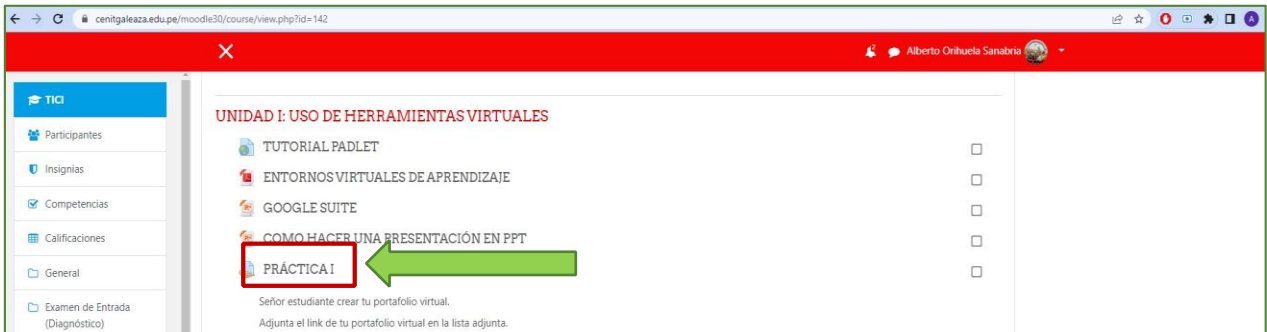 cenitgaleaza.edu.pe/moodle30/course/view.php?id=142
Alberto Orihuela Sanabria
TICI
Participantes
Insignias
Competencias
Calificaciones
General
Examen de Entrada
(Diagnóstico)
UNIDAD I: USO DE HERRAMIENTAS VIRTUALES
TUTORIAL PADLET
ENTORNOS VIRTUALES DE APRENDIZAJE
GOOGLE SUITE
COMO HACER UNA PRESENTACIÓN EN PPT
PRÁCTICA I
Señor estudiante crear tu portafolio virtual.
Adjunta el link de tu portafolio virtual en la lista adjunta.